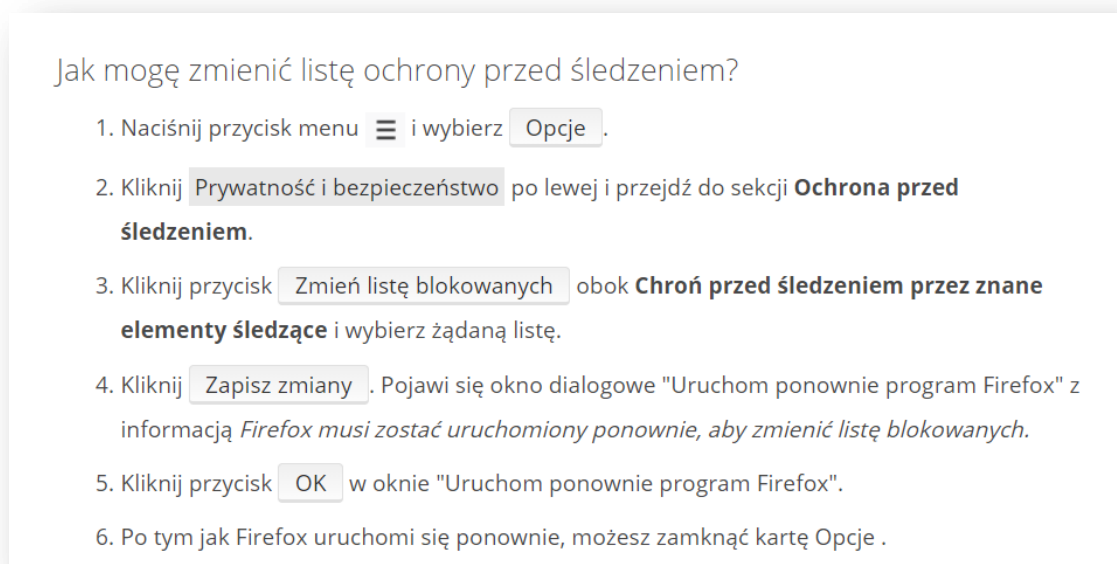 Jak mogę zmienić listę ochrony przed śledzeniem?
1. Naciśnij przycisk menu ☰ i wybierz Opcje .
2. Kliknij Prywatność i bezpieczeństwo po lewej i przejdź do sekcji Ochrona przed
śledzeniem.
3. Kliknij przycisk Zmień listę blokowanych obok Chroń przed śledzeniem przez znane
elementy śledzące i wybierz żądaną listę.
4. Kliknij Zapisz zmiany . Pojawi się okno dialogowe "Uruchom ponownie program Firefox" z
informacją Firefox musi zostać uruchomiony ponownie, aby zmienić listę blokowanych.
5. Kliknij przycisk OK w oknie "Uruchom ponownie program Firefox".
6. Po tym jak Firefox uruchomi się ponownie, możesz zamknąć kartę Opcje .